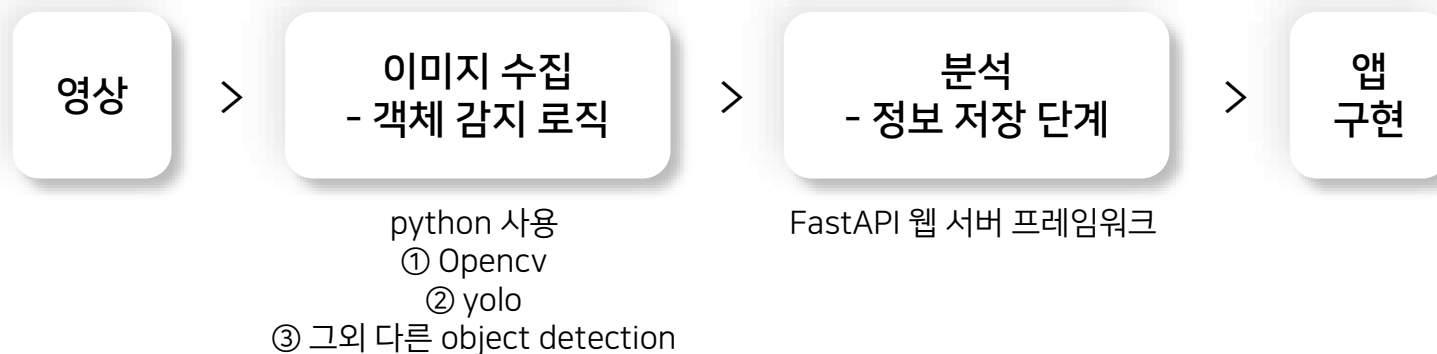 영상
>
이미지 수집
- 객체 감지 로직
>
분석
- 정보 저장 단계
>
앱
구현
python 사용
① Opencv
② yolo
③ 그외 다른 object detection
FastAPI 웹 서버 프레임워크